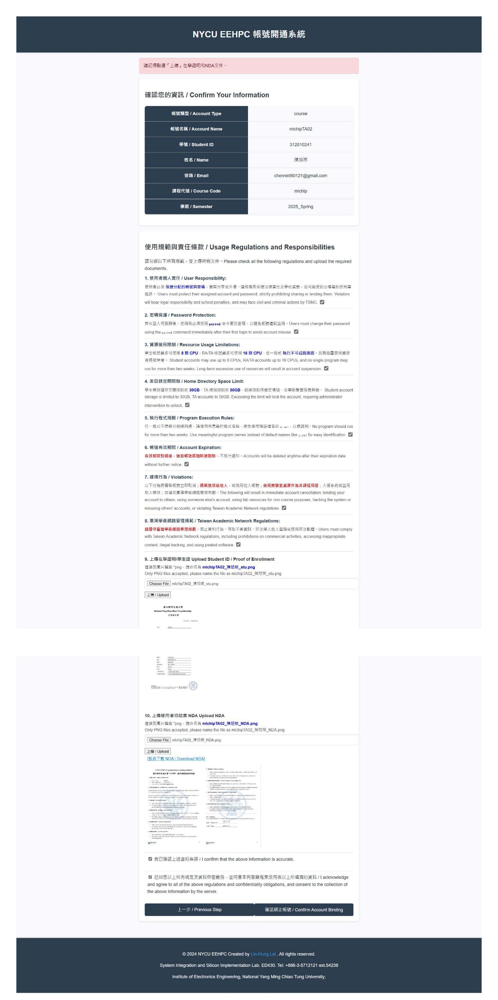 NYCU EEHPC 帳號開通系統
請記得點選「上傳」在學證明和NDA文件。
確認您的資訊 / Confirm Your Information
帳號類型 / Account Type course
帳號名稱 / Account Name mlchipTA02
學號 / Student ID 312510241
姓名 / Name 陳旭祺
信箱 / Email chenneil90121@gmail.com
課程代號 / Course Code mlchip
學期 / Semester 2025_Spring
使用規範與責任條款 / Usage Regulations and Responsibilities
請勾選以下所有規範，並上傳所需文件。Please check all the following regulations and upload the required
documents.
1. 使用者個人責任 / User Responsibility:
使用者必須 保護分配的帳號與密碼，嚴禁分享或外借。違規者將承擔法律責任及學校處罰，並可能受到台積電的民刑事
追訴。 Users must protect their assigned account and password, strictly prohibiting sharing or lending them. Violators
will bear legal responsibility and school penalties, and may face civil and criminal actions by TSMC.
2. 密碼保護 / Password Protection:
首次登入伺服器後，使用者必須使用 passwd 命令更改密碼，以避免帳號遭到盜用。Users must change their password
using the passwd command immediately after their first login to avoid account misuse.
3. 資源使用限制 / Resource Usage Limitations:
學生帳號最多可使用 8 顆 CPU，RA/TA 帳號最多可使用 16 顆 CPU，任一程式 執行不可超過兩週。長期過量使用資源
者將被停權。 Student accounts may use up to 8 CPUs, RA/TA accounts up to 16 CPUs, and no single program may
run for more than two weeks. Long-term excessive use of resources will result in account suspension.
4. 家目錄空間限制 / Home Directory Space Limit:
學生帳號儲存空間限制在 30GB，TA 帳號限制在 50GB，超過限制將鎖定帳號，並需聯繫管理員解鎖。 Student account
storage is limited to 30GB, TA accounts to 50GB. Exceeding the limit will lock the account, requiring administrator
intervention to unlock.
5. 執行程式規範 / Program Execution Rules:
任一程式不得執行超過兩週，請使用有意義的程式名稱，避免使用預設檔名如 a.out，以便識別。No program should run
for more than two weeks. Use meaningful program names instead of default names like a.out for easy identification.
6. 帳號有效期限 / Account Expiration:
有效期限到期後，這些帳號將隨時被刪除，不另行通知。Accounts will be deleted anytime after their expiration date
without further notice.
7. 違規行為 / Violations:
以下行為將導致帳號立即取消：將帳號借給他人，或借用他人帳號；使用實驗室資源作為非課程用途；入侵系統或盜用
他人帳號；或違反臺灣學術網路管理規範。The following will result in immediate account cancellation: lending your
account to others, using someone else's account, using lab resources for non-course purposes, hacking the system or
misusing others' accounts, or violating Taiwan Academic Network regulations.
8. 臺灣學術網路管理規範 / Taiwan Academic Network Regulations:
請遵守臺灣學術網路管理規範，禁止營利行為、存取不當資訊、非法侵入他人電腦或使用非法軟體。Users must comply
with Taiwan Academic Network regulations, including prohibitions on commercial activities, accessing inappropriate
content, illegal hacking, and using pirated software.
9. 上傳在學證明/學生證 Upload Student ID / Proof of Enrollment
僅接受圖片檔案 *png，請命名為 mlchipTA02_陳旭祺_stu.png
Only PNG files accepted, please name the file as mlchipTA02_陳旭祺_stu.png
Choose File mlchipTA02_陳旭祺_stu.png
上傳 / Upload
國立陽明交通大學
National Yang Ming Chiao Tung University
在學證明單
10. 上傳使用者切結書 NDA Upload NDA
僅接受圖片檔案 *png，請命名為 mlchipTA02_陳旭祺_NDA.png
Only PNG files accepted, please name the file as mlchipTA02_陳旭祺_NDA.png
Choose File mlchipTA02_陳旭祺_NDA.png
上傳 / Upload
[點我下載 NDA / Download NDA]
NYCU EEHPC Usage Regulations and Responsibilities
國立陽明交通大學 EEHPC 使用規範與責任條款
我已確認上述資料無誤 / I confirm that the above information is accurate.
已知悉以上所有規定及資料保密義務，並同意本伺服器蒐集使用者以上所填寫的資料 / I acknowledge
and agree to all of the above regulations and confidentiality obligations, and consent to the collection of
the above information by the server.
上一步 / Previous Step 確認綁定帳號 / Confirm Account Binding
© 2024 NYCU EEHPC Created by Lin-Hung Lai . All rights reserved.
System Integration and Silicon Implementation Lab. ED430. Tel: +886-3-5712121 ext.54238
Institute of Electronics Engineering; National Yang Ming Chiao Tung University;